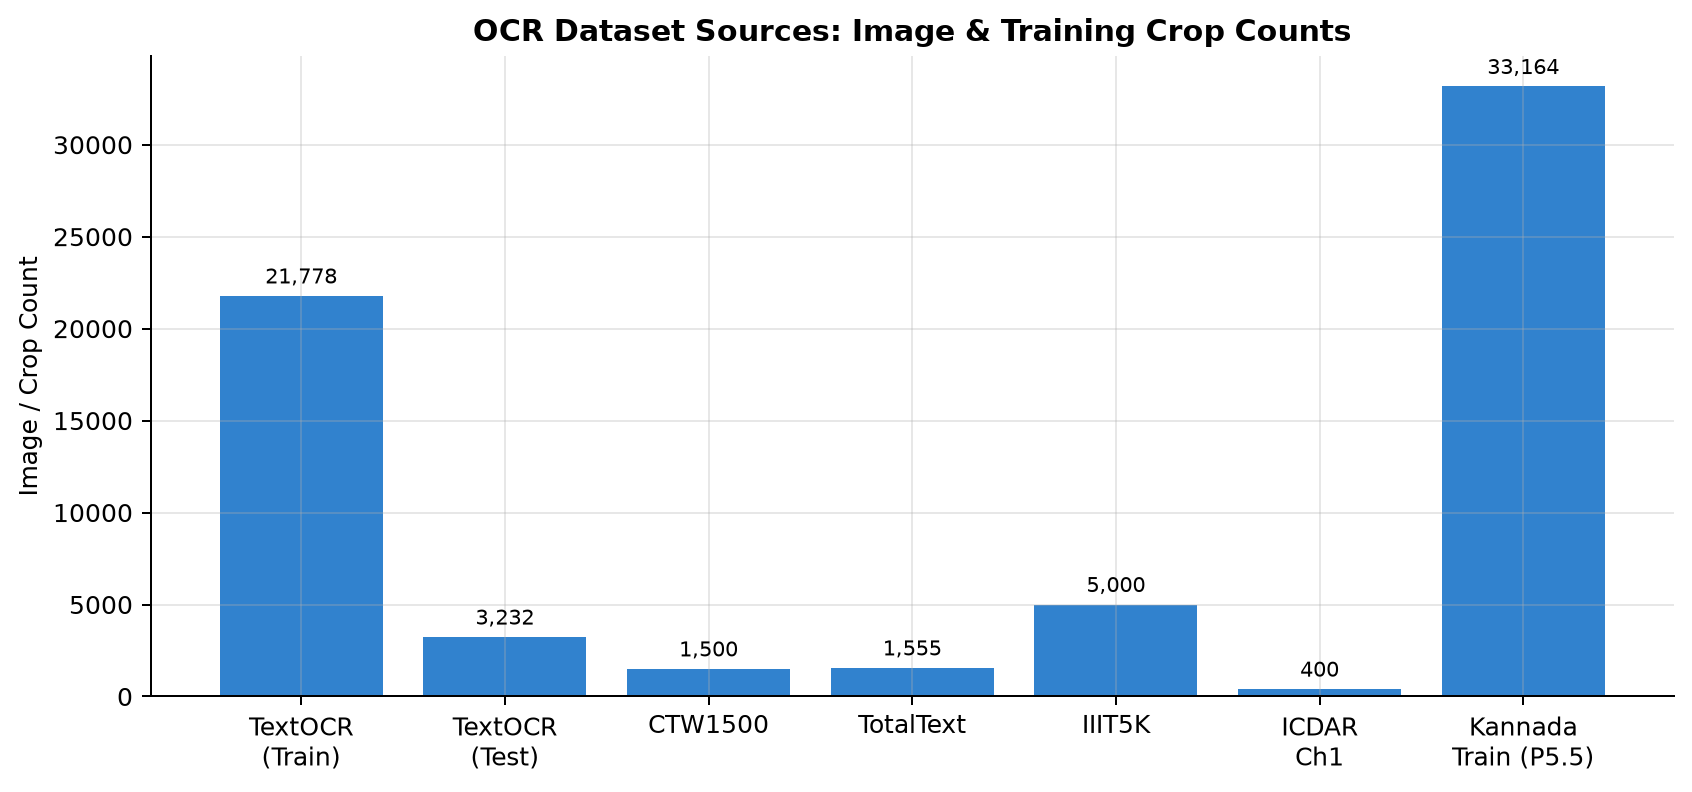 OCR Dataset Sources: Image & Training Crop Counts
Image / Crop Count
30000
25000
20000
15000
10000
5000
0
21,778
3,232
1,500
1,555
5,000
400
33,164
TextOCR
(Train)
TextOCR
(Test)
CTW1500
TotalText
IIIT5K
ICDAR
Ch1
Kannada
Train (P5.5)